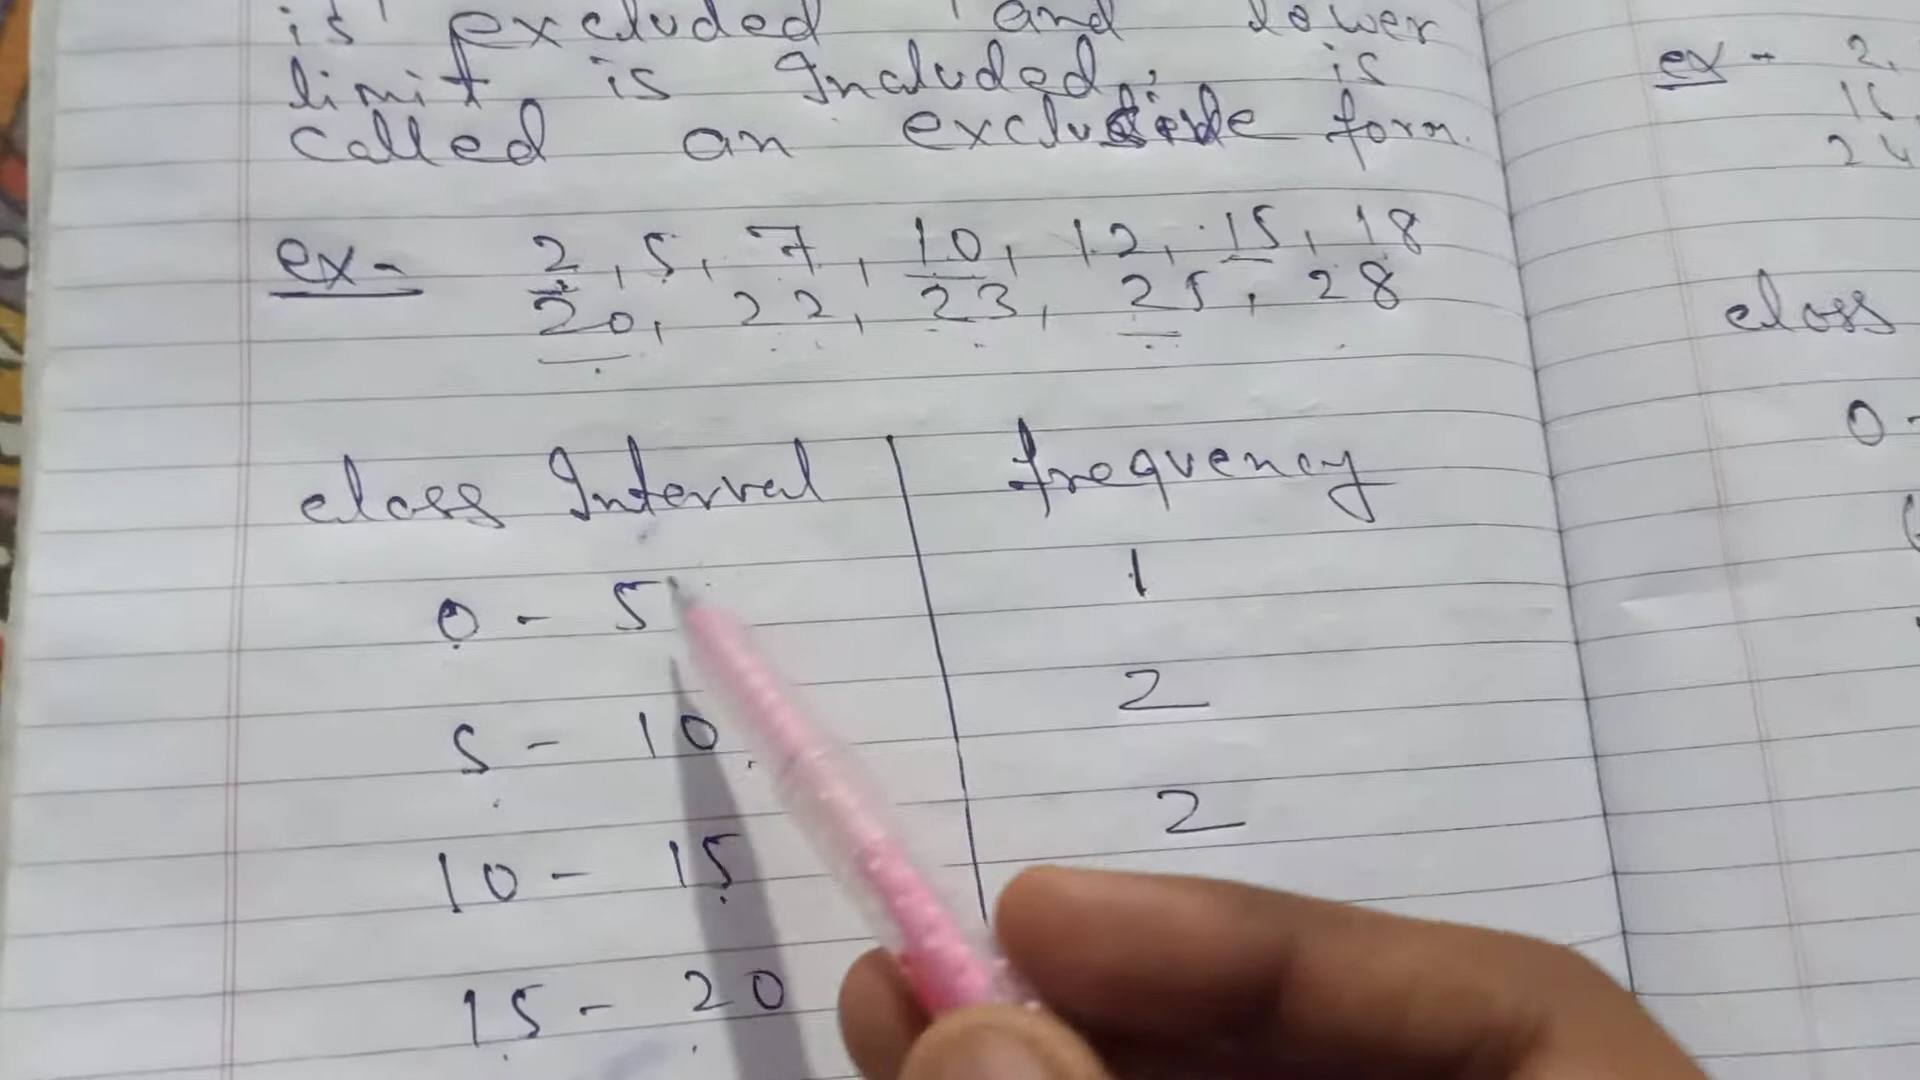 is excluded and lower
limit is Included, is
called an exclusive form.
ex- 2, 5, 7, 10, 12, 15, 18
20, 22, 23, 25, 28
class Interval frequency
0 - 5 1
5 - 10 2
10 - 15 2
15 - 20
ex - 2,
24
class
0 -